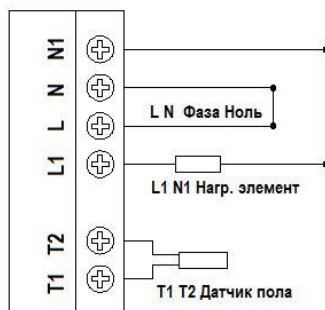 N1
N
L
L N Фаза Ноль
L1
L1 N1 Нагр. элемент
T2
T1
T1 T2 Датчик пола